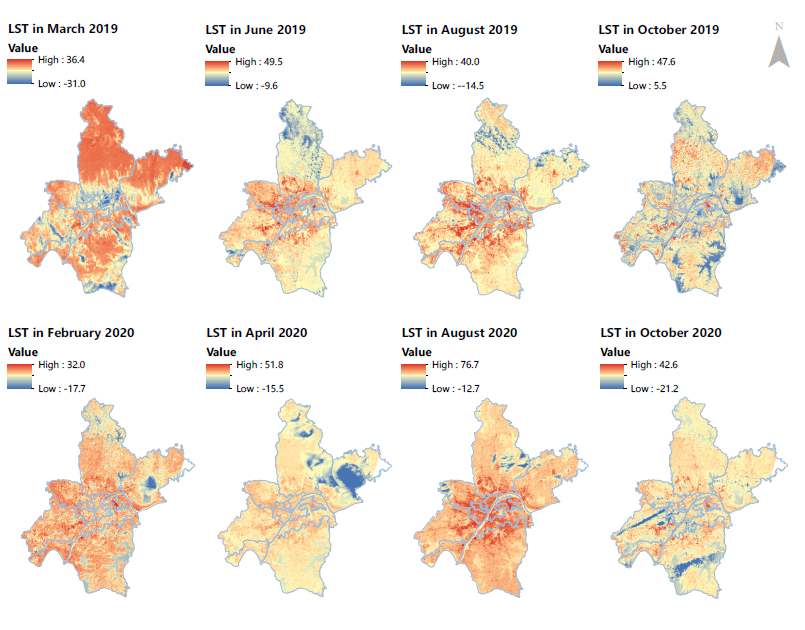 LST in March 2019
Value
High : 36.4
Low : -31.0
LST in June 2019
Value
High : 49.5
Low : -9.6
LST in August 2019
Value
High : 40.0
Low : --14.5
LST in October 2019
Value
High : 47.6
Low : 5.5
N
LST in February 2020
Value
High : 32.0
Low : -17.7
LST in April 2020
Value
High : 51.8
Low : -15.5
LST in August 2020
Value
High : 76.7
Low : -12.7
LST in October 2020
Value
High : 42.6
Low : -21.2